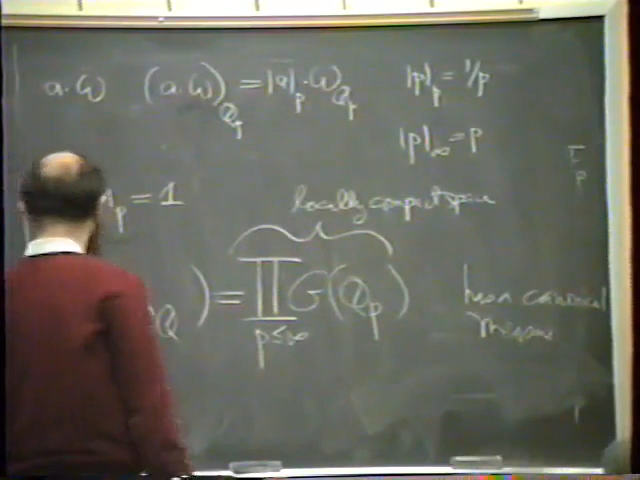 a·ω (a·ω)_{Q_p} = |a|_p · ω_{Q_p} |p|_p = 1/p
|p|_∞ = p
p
_p = 1 locally compact space
Q) = ∏_{p≤∞} G(Q_p) has a canonical
measure